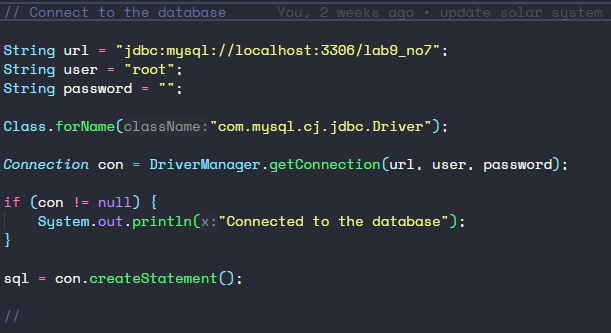 // Connect to the database You, 2 weeks ago • update solar system
String url = "jdbc:mysql://localhost:3306/lab9_no7";
String user = "root";
String password = "";
Class.forName(className:"com.mysql.cj.jdbc.Driver");
Connection con = DriverManager.getConnection(url, user, password);
if (con != null) {
System.out.println(x:"Connected to the database");
}
sql = con.createStatement();
//